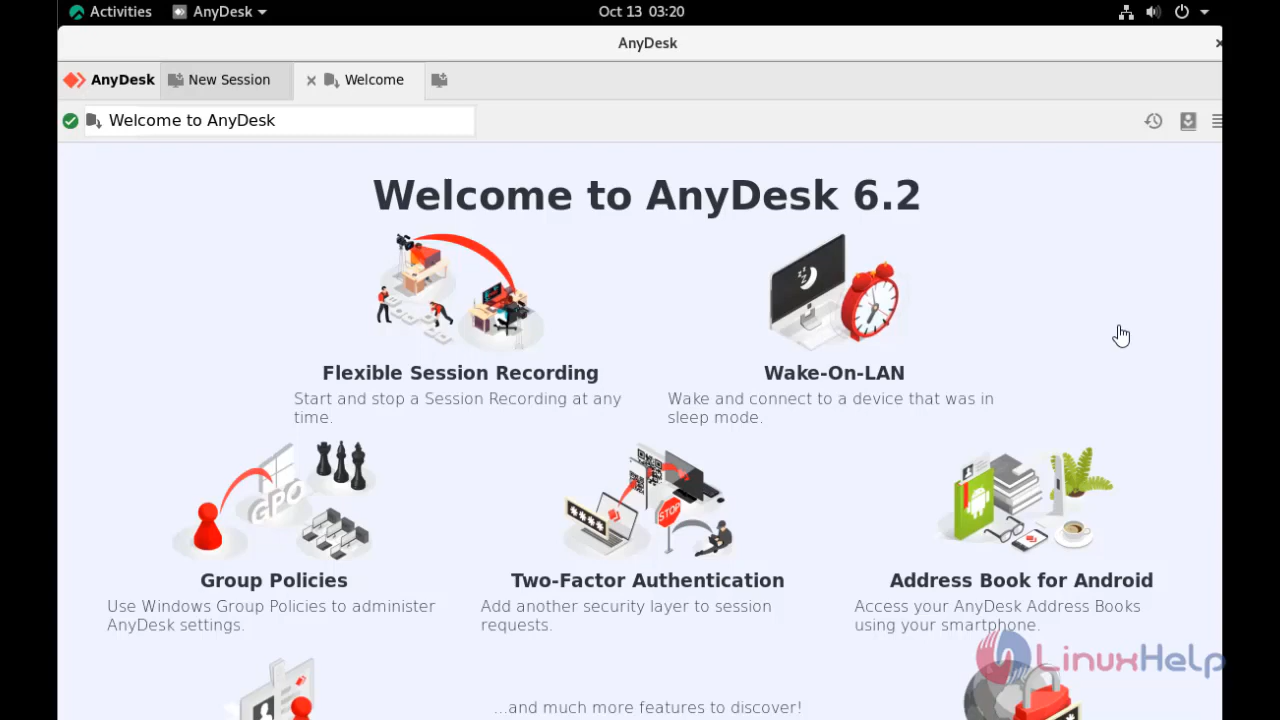 Activities AnyDesk Oct 13 03:20
AnyDesk
AnyDesk New Session Welcome
Welcome to AnyDesk
Welcome to AnyDesk 6.2
Flexible Session Recording
Start and stop a Session Recording at any
time.
Wake-On-LAN
Wake and connect to a device that was in
sleep mode.
GPO
STOP
****
Group Policies
Use Windows Group Policies to administer
AnyDesk settings.
Two-Factor Authentication
Add another security layer to session
requests.
Address Book for Android
Access your AnyDesk Address Books
using your smartphone.
LinuxHelp
...and much more features to discover!